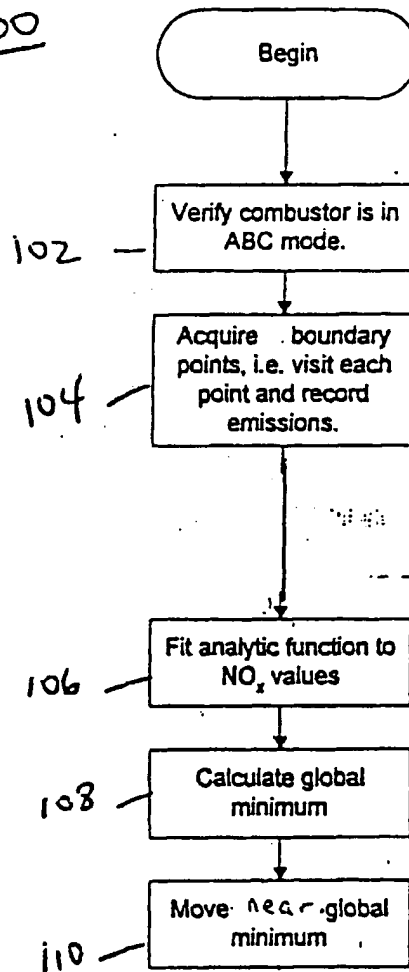 00
Begin
102
Verify combustor is in
ABC mode.
104
Acquire boundary
points, i.e. visit each
point and record
emissions.
106
Fit analytic function to
NOx values
108
Calculate global
minimum
110
Move near global
minimum